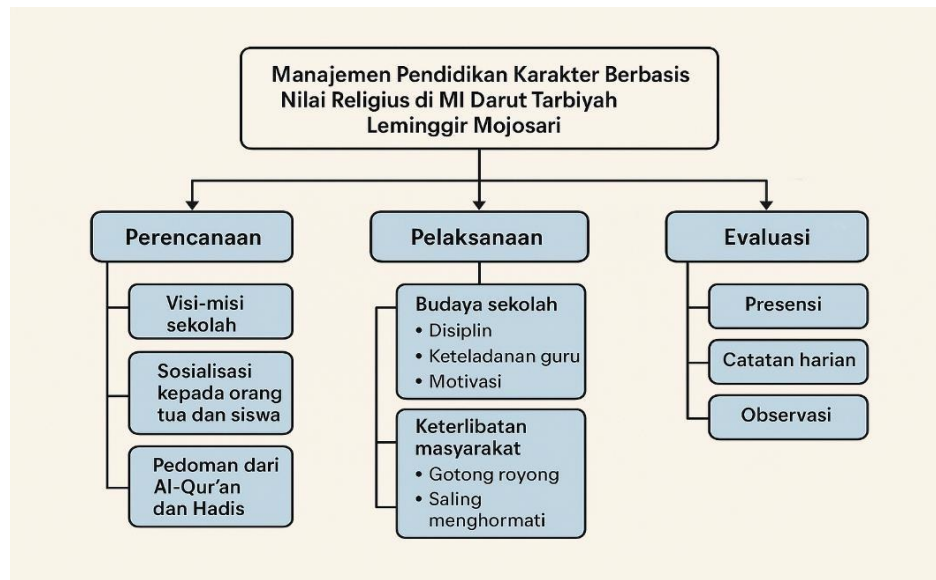 Manajemen Pendidikan Karakter Berbasis
Nilai Religius di MI Darut Tarbiyah
Leminggir Mojosari
Perencanaan
Visi-misi
sekolah
Sosialisasi
kepada orang
tua dan siswa
Pedoman dari
Al-Qur'an
dan Hadis
Pelaksanaan
Budaya sekolah
• Disiplin
• Keteladanan guru
• Motivasi
Keterlibatan
masyarakat
• Gotong royong
• Saling
menghormati
Evaluasi
Presensi
Catatan harian
Observasi